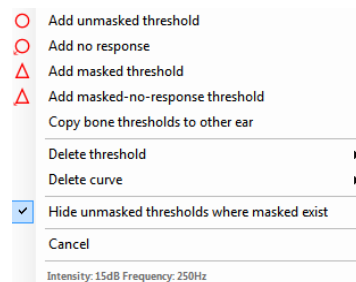 Add unmasked threshold
Add no response
Add masked threshold
Add masked-no-response threshold
Copy bone thresholds to other ear
Delete threshold
Delete curve
Hide unmasked thresholds where masked exist
Cancel
Intensity: 15dB Frequency: 250Hz